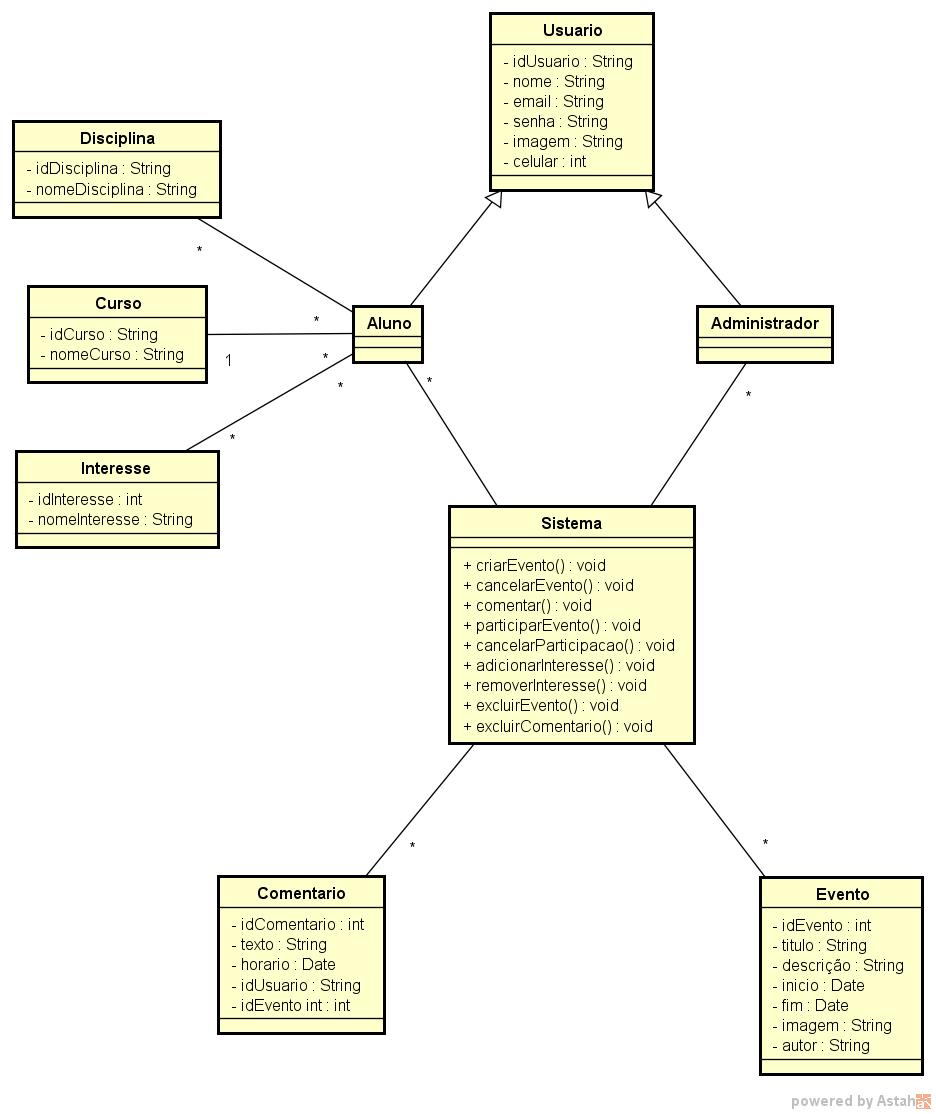 Usuario
- idUsuario : String
- nome : String
- email : String
- senha : String
- imagem : String
- celular : int
Disciplina
- idDisciplina : String
- nomeDisciplina : String
*
Curso
- idCurso : String
- nomeCurso : String
1
*
*
*
Aluno
*
Administrador
*
Interesse
- idInteresse : int
- nomeInteresse : String
*
Sistema
+ criarEvento() : void
+ cancelarEvento() : void
+ comentar() : void
+ participarEvento() : void
+ cancelarParticipacao() : void
+ adicionarInteresse() : void
+ removerInteresse() : void
+ excluirEvento() : void
+ excluirComentario() : void
*
*
Comentario
- idComentario : int
- texto : String
- horario : Date
- idUsuario : String
- idEvento int : int
Evento
- idEvento : int
- titulo : String
- descrição : String
- inicio : Date
- fim : Date
- imagem : String
- autor : String
powered by Astah